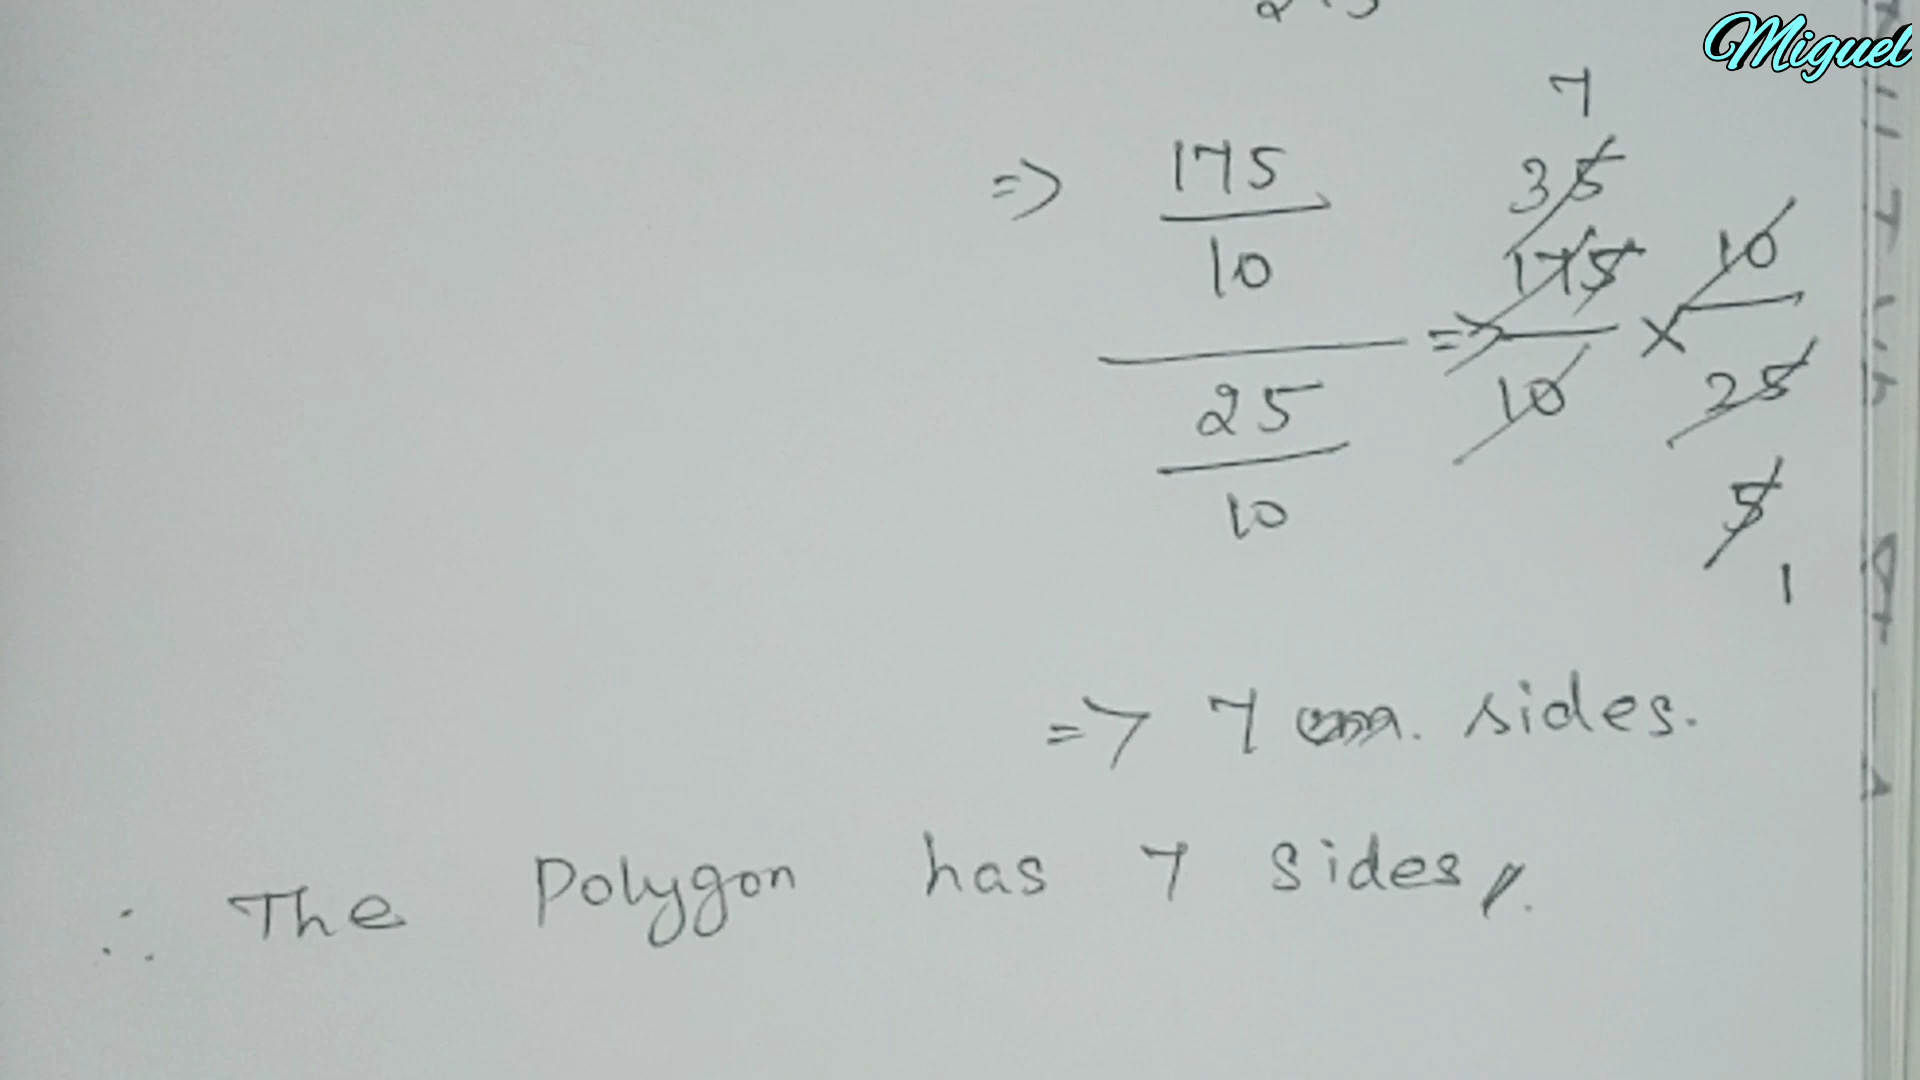 Miguel
=> 175/10 / 25/10 => 7 35 175/10 × 10/25 5 1
=> 7 cm. sides.
∴ The Polygon has 7 sides.